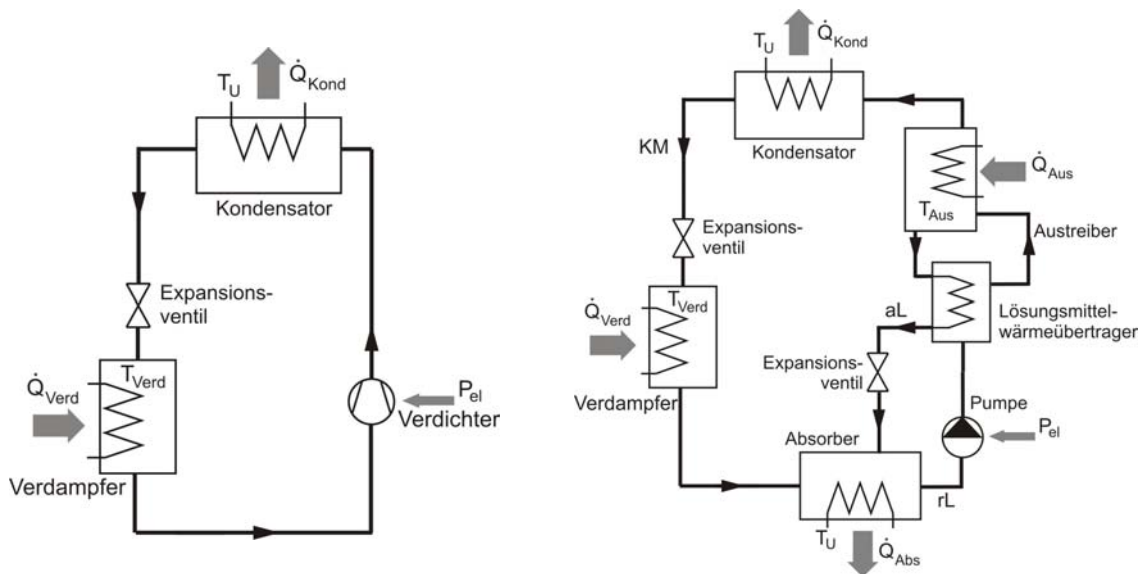 T_U
Q̇_Kond
Kondensator
Expansions-
ventil
Q̇_Verd
T_Verd
Verdampfer
P_el
Verdichter
T_U
Q̇_Kond
KM
Kondensator
Q̇_Aus
T_Aus
Austreiber
Expansions-
ventil
Q̇_Verd
T_Verd
Verdampfer
aL
Lösungsmittel-
wärmeübertrager
Expansions-
ventil
Pumpe
P_el
Absorber
rL
T_U
Q̇_Abs